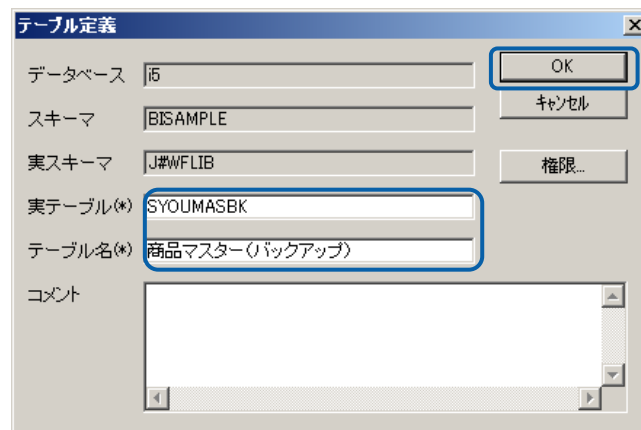 テーブル定義
データベース i5
OK
スキーマ BISAMPLE
キャンセル
実スキーマ J#WFLIB
権限...
実テーブル(*) SYOUMASBK
テーブル名(*) 商品マスター(バックアップ)
コメント